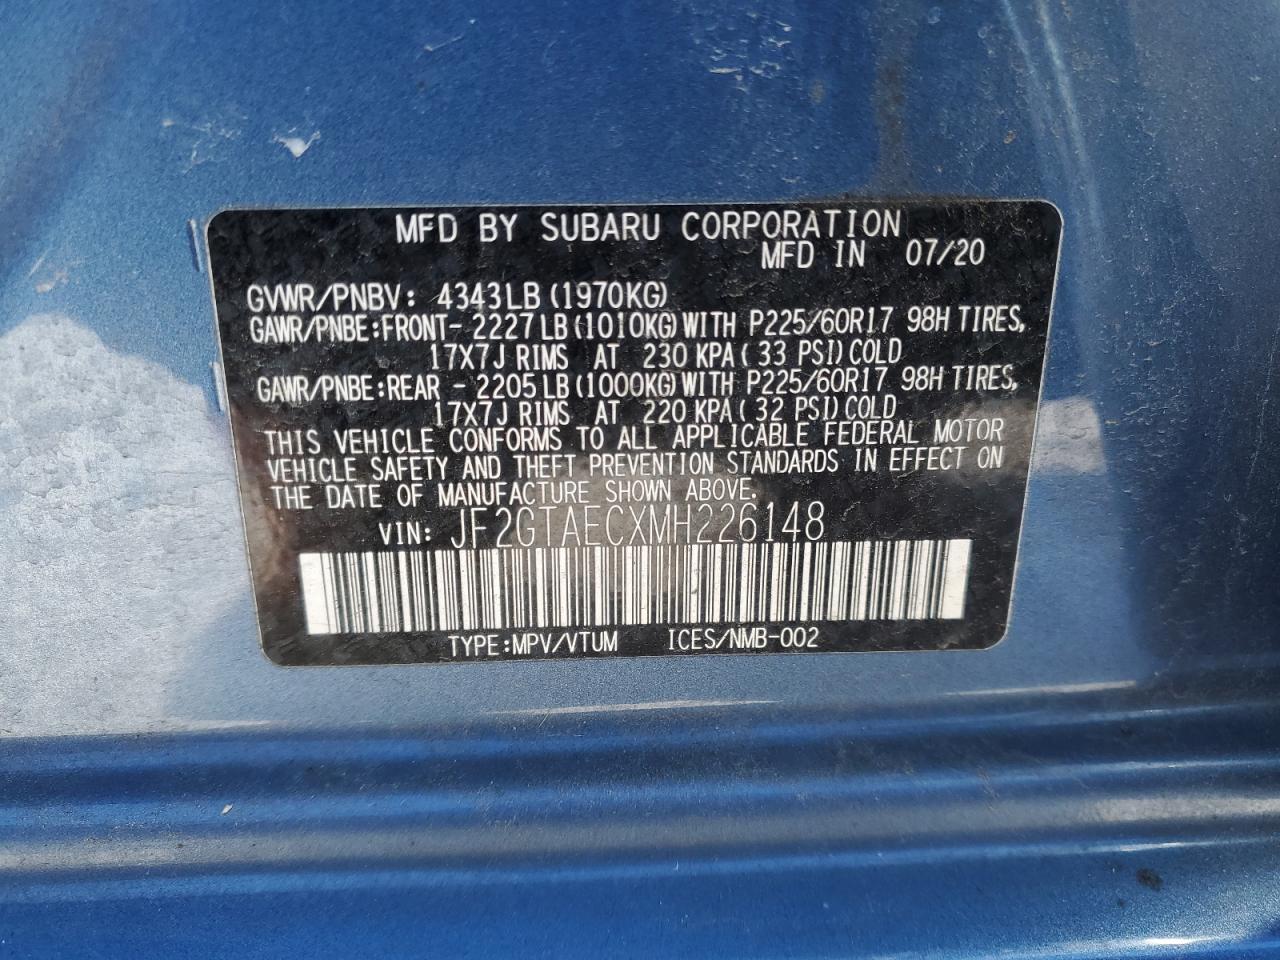 MFD BY SUBARU CORPORATION
MFD IN 07/20
GVWR/PNBV: 4343LB (1970KG)
GAWR/PNBE:FRONT- 2227 LB (1010KG) WITH P225/60R17 98H TIRES,
17X7J RIMS AT 230 KPA ( 33 PSI) COLD
GAWR/PNBE:REAR - 2205 LB (1000KG) WITH P225/60R17 98H TIRES,
17X7J RIMS AT 220 KPA ( 32 PSI) COLD
THIS VEHICLE CONFORMS TO ALL APPLICABLE FEDERAL MOTOR
VEHICLE SAFETY AND THEFT PREVENTION STANDARDS IN EFFECT ON
THE DATE OF MANUFACTURE SHOWN ABOVE.
VIN: JF2GTAECXMH226148
TYPE:MPV/VTUM ICES/NMB-002